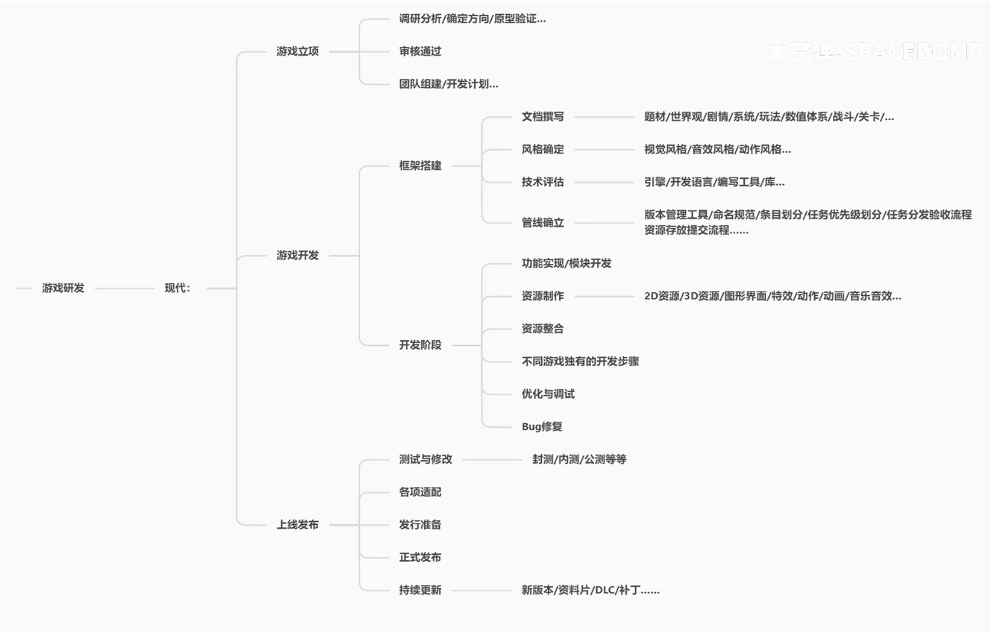 太空弹-SPACEBOMB
游戏研发
现代：
游戏立项
调研分析/确定方向/原型验证...
审核通过
团队组建/开发计划...
游戏开发
框架搭建
文档撰写
题材/世界观/剧情/系统/玩法/数值体系/战斗/关卡/...
风格确定
视觉风格/音效风格/动作风格...
技术评估
引擎/开发语言/编写工具/库...
管线确立
版本管理工具/命名规范/条目划分/任务优先级划分/任务分发验收流程
资源存放提交流程......
开发阶段
功能实现/模块开发
资源制作
2D资源/3D资源/图形界面/特效/动作/动画/音乐音效...
资源整合
不同游戏独有的开发步骤
优化与调试
Bug修复
上线发布
测试与修改
封测/内测/公测等等
各项适配
发行准备
正式发布
持续更新
新版本/资料片/DLC/补丁......